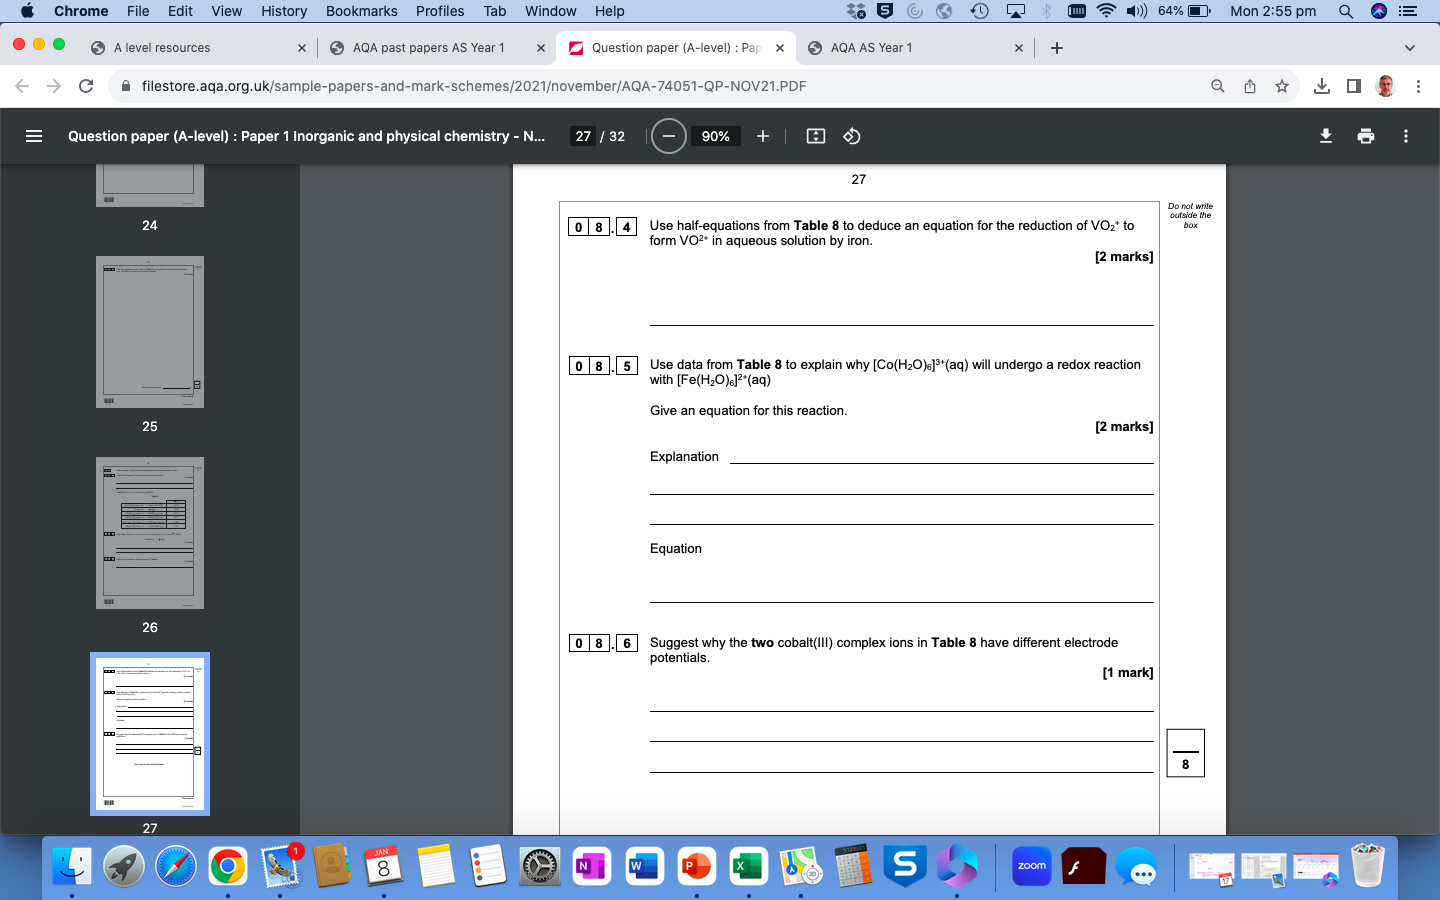 Chrome File Edit View History Bookmarks Profiles Tab Window Help 64% Mon 2:55 pm
A level resources AQA past papers AS Year 1 Question paper (A-level) : Pap AQA AS Year 1
filestore.aqa.org.uk/sample-papers-and-mark-schemes/2021/november/AQA-74051-QP-NOV21.PDF
Question paper (A-level) : Paper 1 Inorganic and physical chemistry - N... 27 / 32 90%
24
25
26
27
27
Do not write
outside the
box
0 8 . 4 Use half-equations from Table 8 to deduce an equation for the reduction of VO₂⁺ to
form VO²⁺ in aqueous solution by iron.
[2 marks]
0 8 . 5 Use data from Table 8 to explain why [Co(H₂O)₆]³⁺(aq) will undergo a redox reaction
with [Fe(H₂O)₆]²⁺(aq)
Give an equation for this reaction.
[2 marks]
Explanation
Equation
0 8 . 6 Suggest why the two cobalt(III) complex ions in Table 8 have different electrode
potentials.
[1 mark]
8
1
JAN
8
zoom
17